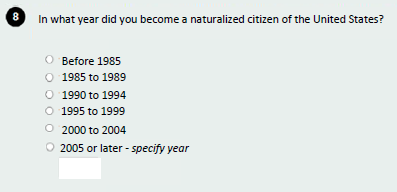 8 In what year did you become a naturalized citizen of the United States?
Before 1985
1985 to 1989
1990 to 1994
1995 to 1999
2000 to 2004
2005 or later - specify year